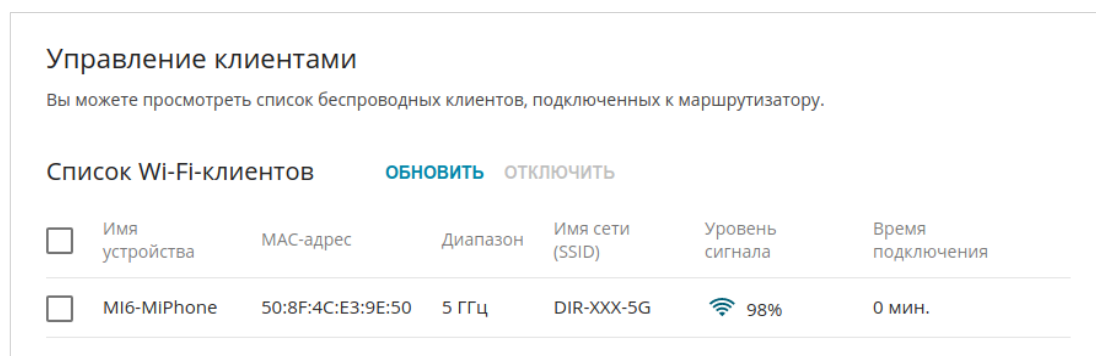 Управление клиентами
Вы можете просмотреть список беспроводных клиентов, подключенных к маршрутизатору.
Список Wi-Fi-клиентов ОБНОВИТЬ ОТКЛЮЧИТЬ
Имя устройства MAC-адрес Диапазон Имя сети (SSID) Уровень сигнала Время подключения
MI6-MiPhone 50:8F:4C:E3:9E:50 5 ГГц DIR-XXX-5G 98% 0 мин.